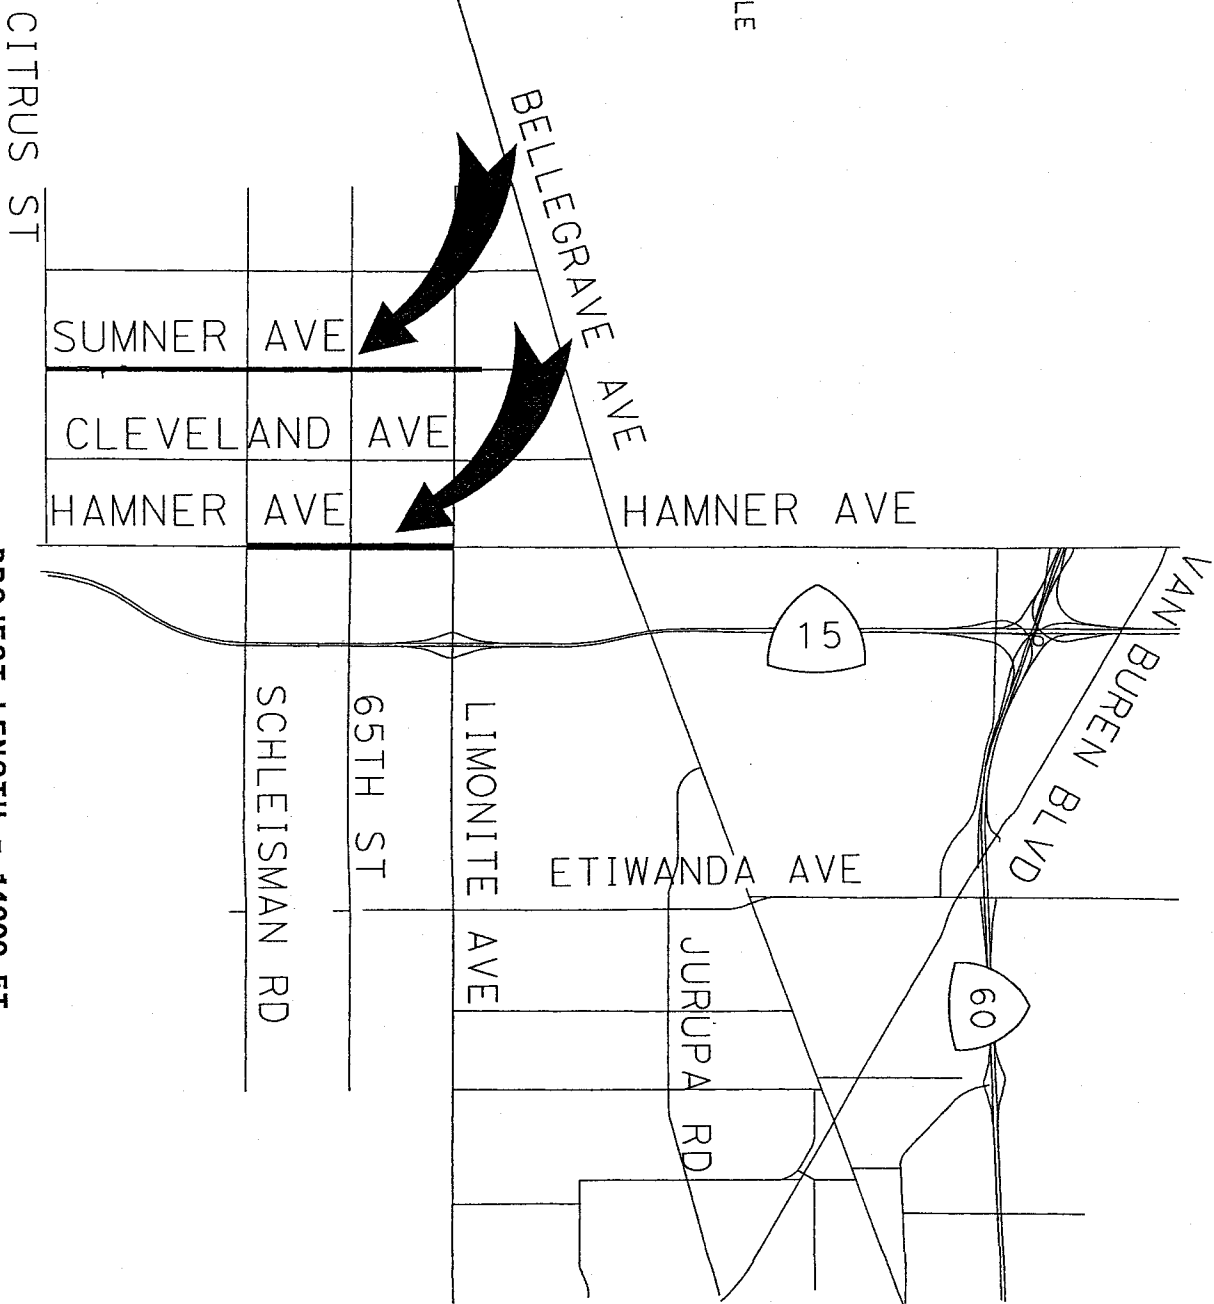 LE
CITRUS ST
BELLEGRAVE AVE
SUMNER AVE
CLEVELAND AVE
HAMNER AVE
HAMNER AVE
VAN BUREN BLVD
15
SCHLEISMAN RD
65TH ST
LIMONITE AVE
ETIWANDA AVE
JURUPA RD
60